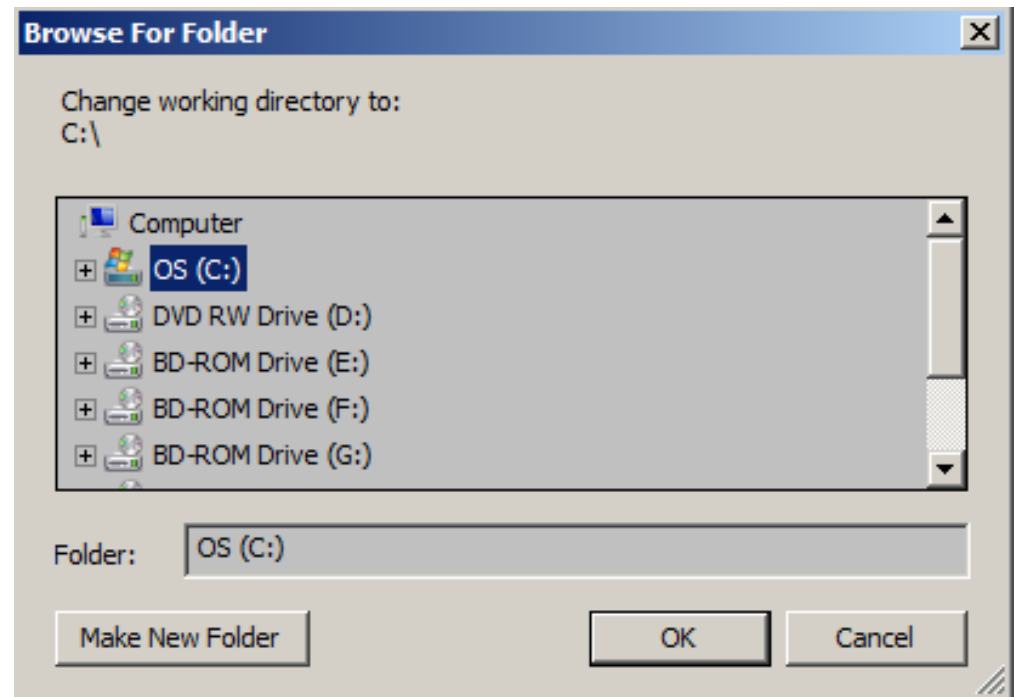 Browse For Folder
Change working directory to:
C:\
Computer
OS (C:)
DVD RW Drive (D:)
BD-ROM Drive (E:)
BD-ROM Drive (F:)
BD-ROM Drive (G:)
Folder: OS (C:)
Make New Folder OK Cancel